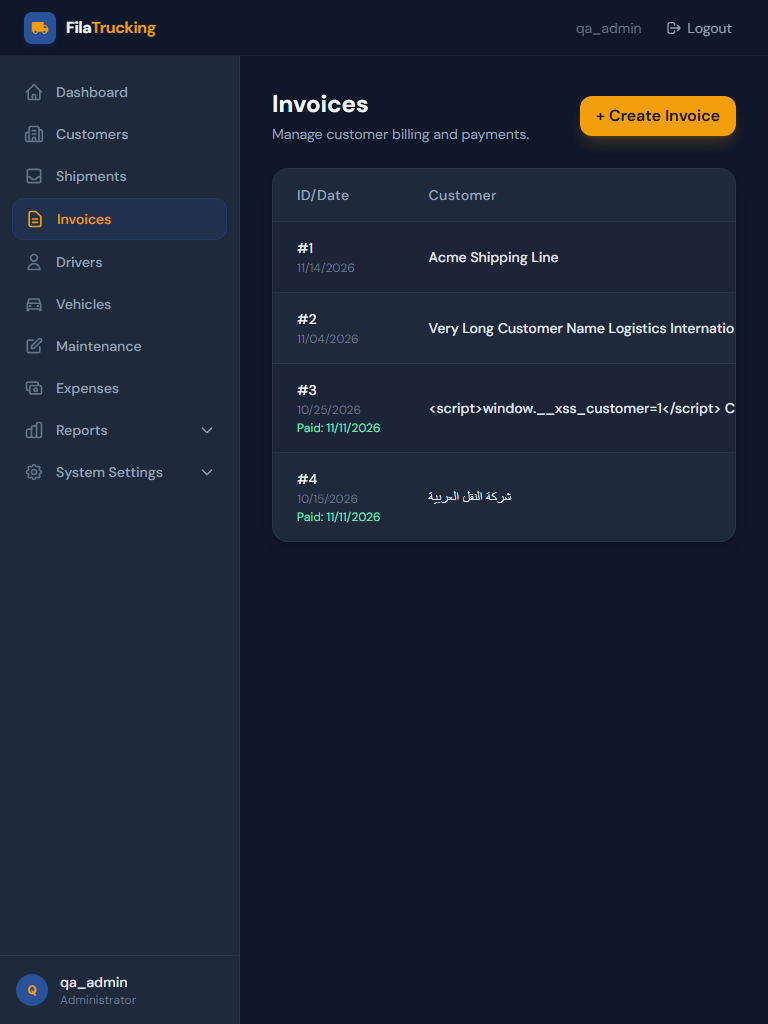 FilaTrucking
qa_admin
Logout
Dashboard
Customers
Shipments
Invoices
Drivers
Vehicles
Maintenance
Expenses
Reports
System Settings
qa_admin
Administrator
Q
Invoices
Manage customer billing and payments.
+ Create Invoice
ID/Date Customer
#1
11/14/2026
Acme Shipping Line
#2
11/04/2026
Very Long Customer Name Logistics Internatio
#3
10/25/2026
Paid: 11/11/2026
<script>window.__xss_customer=1</script> C
#4
10/15/2026
Paid: 11/11/2026
شركة النقل العربية